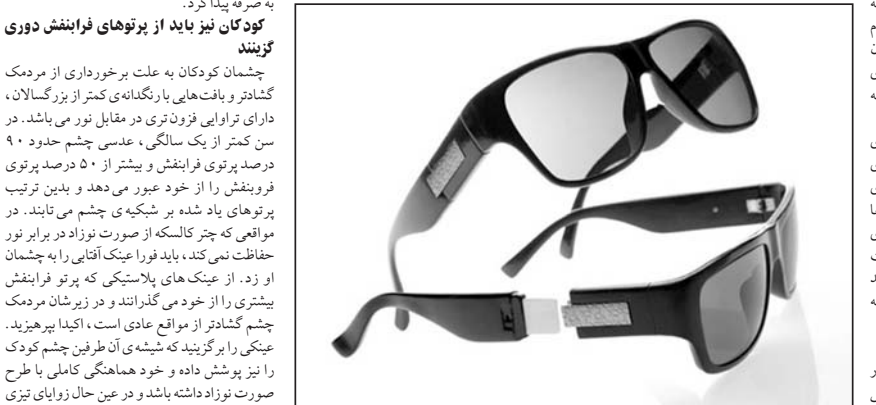 به صرفه پیدا کرد.
کودکان نیز باید از پرتوهای فرابنفش دوری
گزینند
چشمان کودکان به علت برخورداری از مردمک
گشادتر و بافت‌هایی با رنگدانه‌ی کمتر از بزرگسالان،
دارای تراوایی فزون‌تری در مقابل نور می باشد. در
سن کمتر از یک سالگی، عدسی چشم حدود ۹۰
درصد پرتوی فرابنفش و بیشتر از ۵۰ درصد پرتوی
فروبنفش را از خود عبور می دهد و بدین ترتیب
پرتوهای یاد شده بر شبکیه ی چشم می تابند. در
مواقعی که چتر کالسکه از صورت نوزاد در برابر نور
حفاظت نمی کند، باید فورا عینک آفتابی را به چشمان
او زد. از عینک های پلاستیکی که پرتو فرابنفش
بیشتری را از خود می گذرانند و در زیر شان مردمک
چشم گشادتر از مواقع عادی است، اکیدا بپرهیزید.
عینکی را برگزینید که شیشه ی آن طرفین چشم کودک
را نیز پوشش داده و خود هماهنگی کاملی با طرح
صورت نوزاد داشته باشد و در عین حال زوایای تیزی